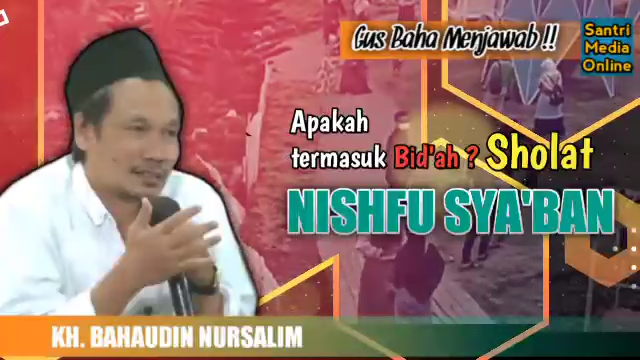 Gus Baha Menjawab !!
Santri
Media
Online
Apakah
termasuk Bid'ah ? Sholat
NISHFU SYA'BAN
KH. BAHAUDIN NURSALIM